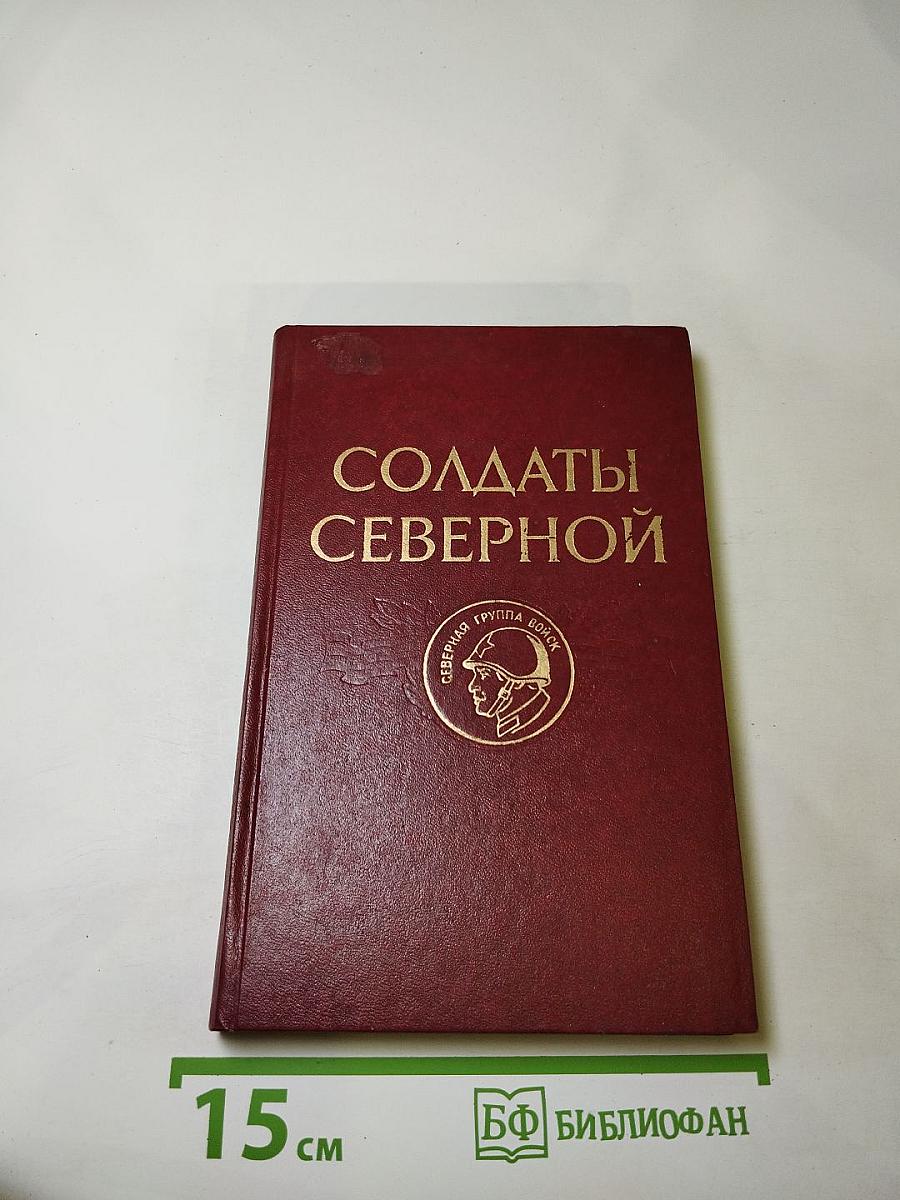 СОЛДАТЫ
СЕВЕРНОЙ
СЕВЕРНАЯ ГРУППА ВОЙСК
15 см
БФ БИБЛИОФАН